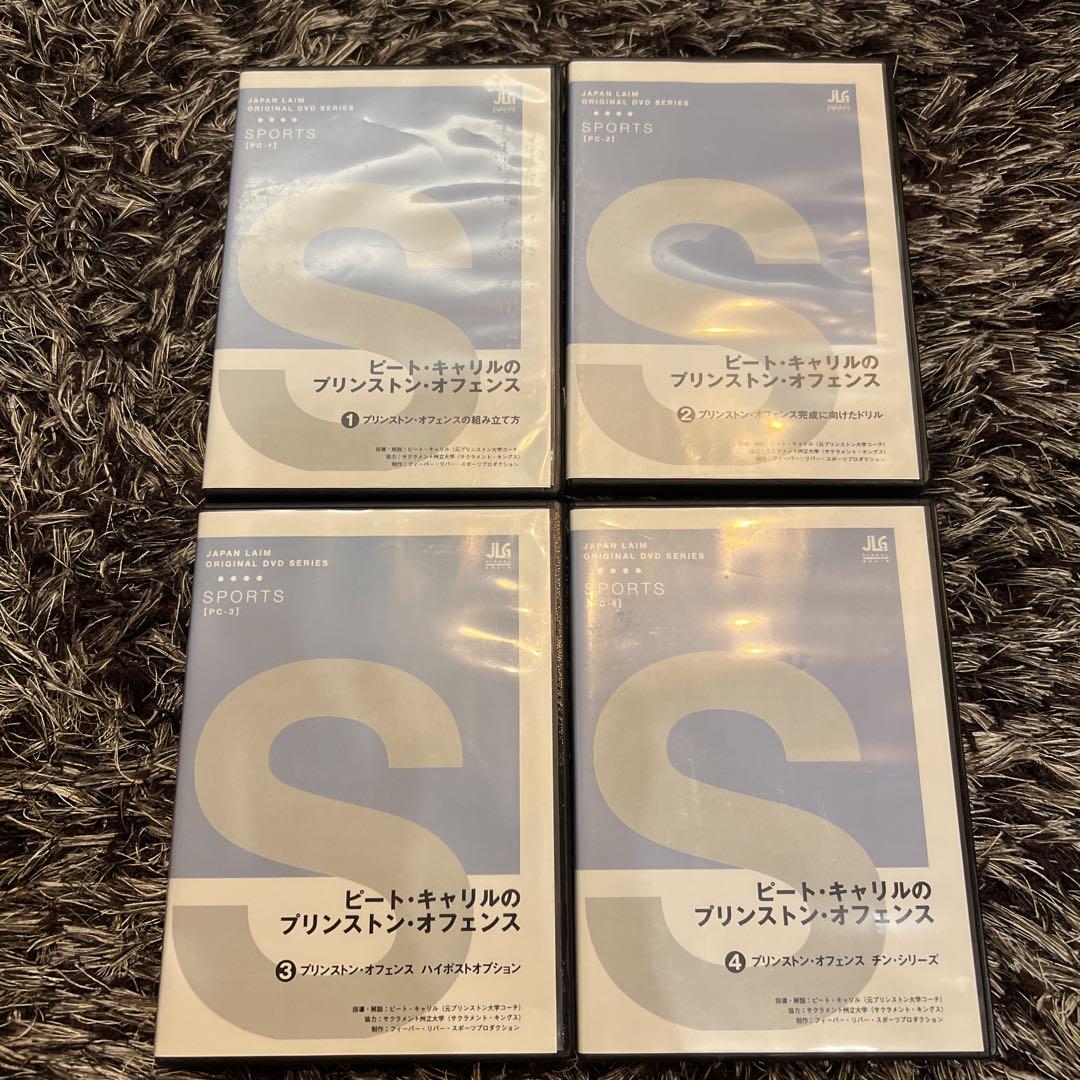 JAPAN LAIM
ORIGINAL DVD SERIES
SPORTS
[PC-1]
JLG
ピート・キャリルの
プリンストン・オフェンス
1 プリンストン・オフェンスの組み立て方
指導・解説：ピート・キャリル（元プリンストン大学コーチ）
協力：サクラメント州立大学（サクラメント・キングス）
制作：フィーバー・リバー・スポーツプロダクション
JAPAN LAIM
ORIGINAL DVD SERIES
SPORTS
[PC-2]
JLG
ピート・キャリルの
プリンストン・オフェンス
2 プリンストン・オフェンス完成に向けたドリル
指導・解説：ピート・キャリル（元プリンストン大学コーチ）
協力：サクラメント州立大学（サクラメント・キングス）
制作：フィーバー・リバー・スポーツプロダクション
JAPAN LAIM
ORIGINAL DVD SERIES
SPORTS
[PC-3]
JLG
S
ピート・キャリルの
プリンストン・オフェンス
3 プリンストン・オフェンス ハイポストオプション
指導・解説：ピート・キャリル（元プリンストン大学コーチ）
協力：サクラメント州立大学（サクラメント・キングス）
制作：フィーバー・リバー・スポーツプロダクション
JAPAN LAIM
ORIGINAL DVD SERIES
SPORTS
JLG
S
ピート・キャリルの
プリンストン・オフェンス
4 プリンストン・オフェンス チン・シリーズ
指導・解説：ピート・キャリル（元プリンストン大学コーチ）
協力：サクラメント州立大学（サクラメント・キングス）
制作：フィーバー・リバー・スポーツプロダクション